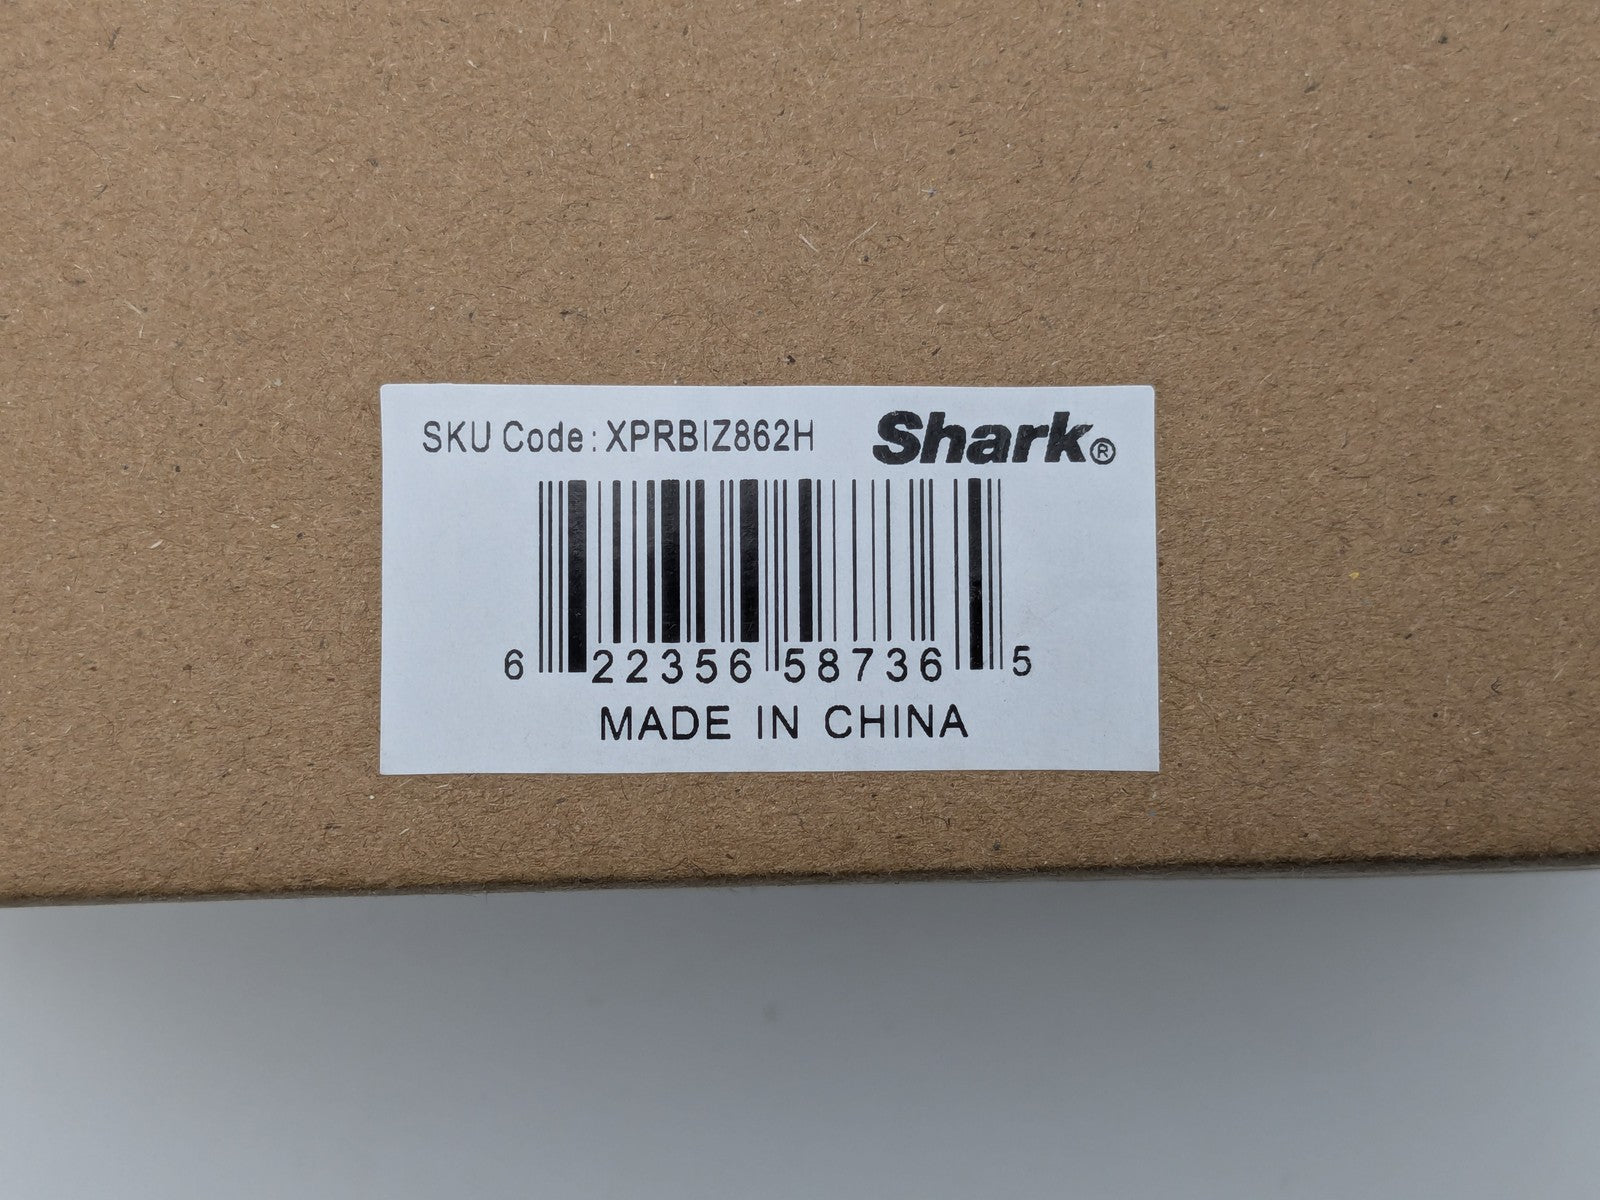 SKU Code: XPRBIZ862H
Shark®
6 22356 58736 5
MADE IN CHINA